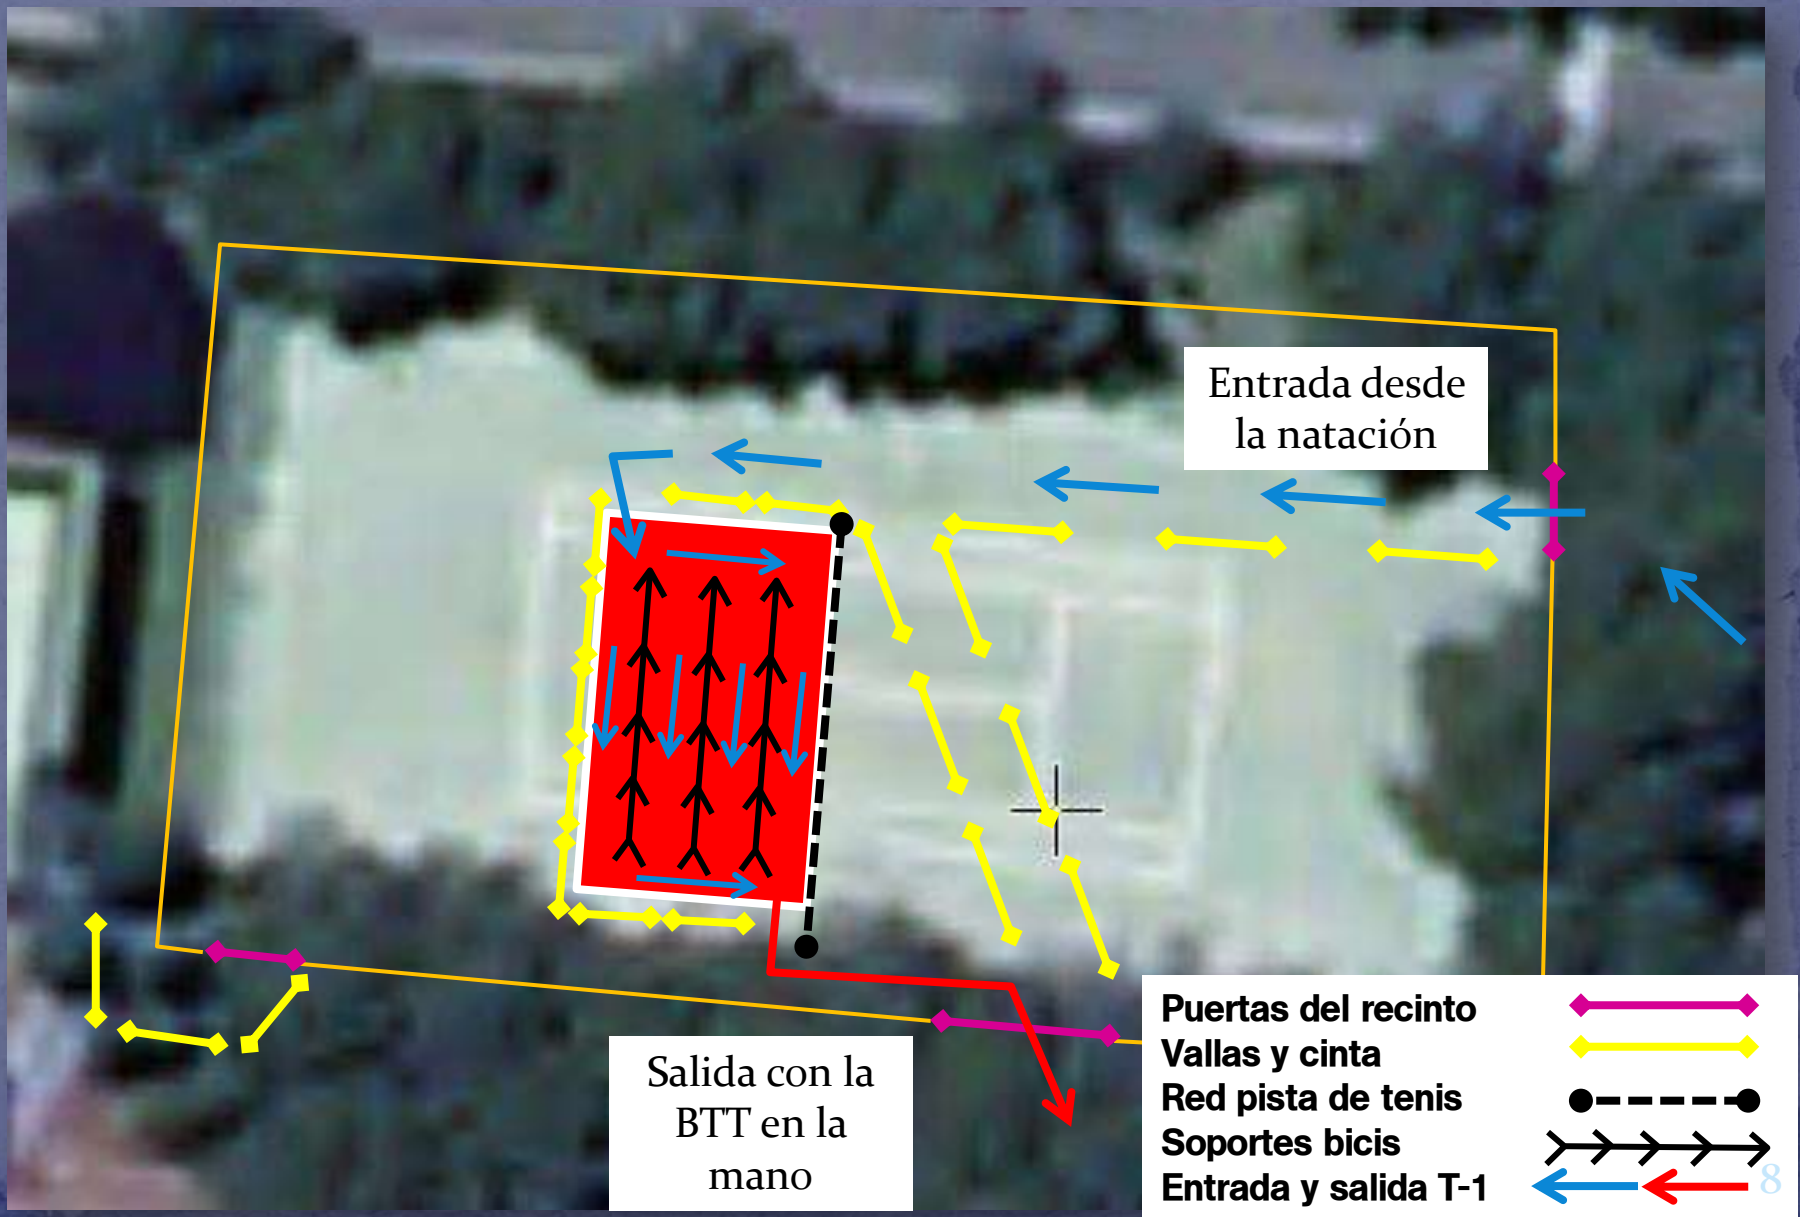 Entrada desde
la natación
Salida con la
BTT en la
mano
Puertas del recinto
Vallas y cinta
Red pista de tenis
Soportes bicis
Entrada y salida T-1
8